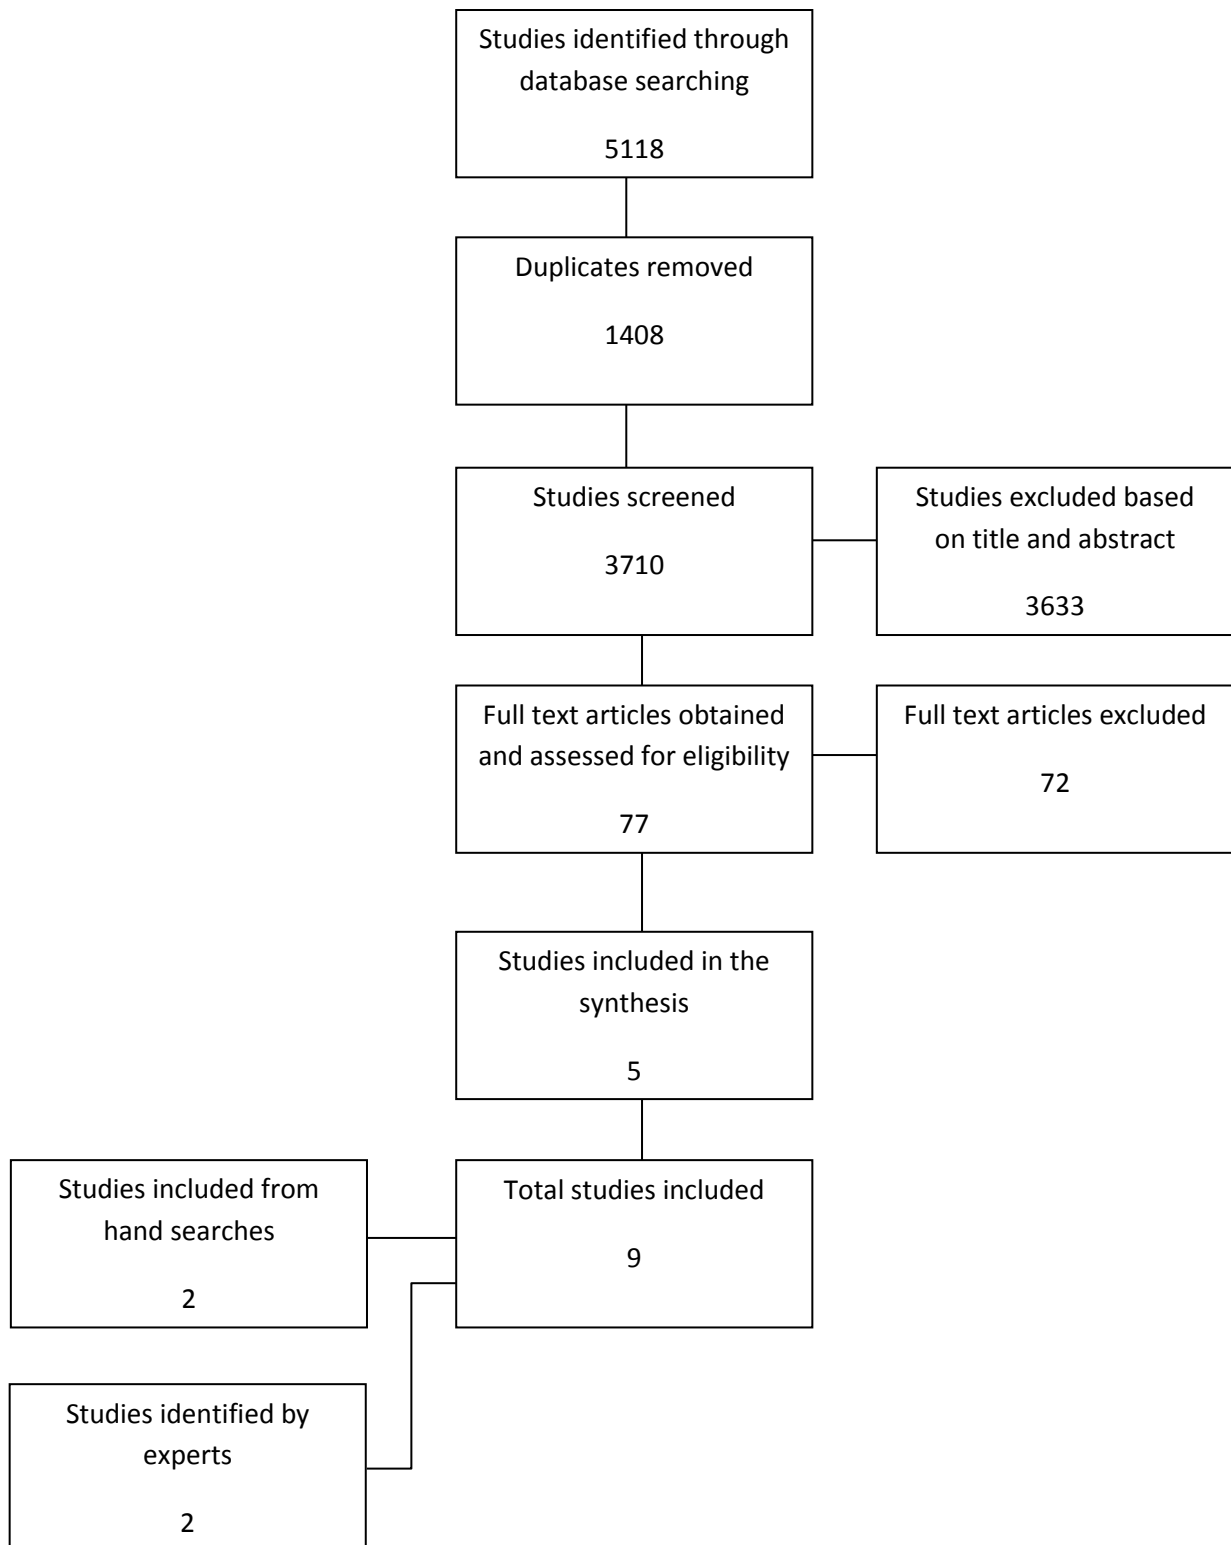 Studies identified through
database searching
5118
Duplicates removed
1408
Studies screened
3710
Studies excluded based
on title and abstract
3633
Full text articles obtained
and assessed for eligibility
77
Full text articles excluded
72
Studies included in the
synthesis
5
Studies included from
hand searches
2
Total studies included
9
Studies identified by
experts
2